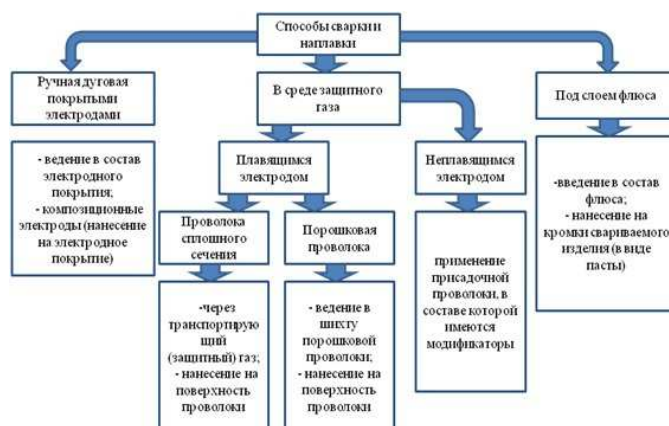 Способы сварки и
наплавки
Ручная дуговая
покрытыми
электродами
В среде защитного
газа
Под слоем флюса
- ведение в состав
электродного
покрытия;
- композиционные
электроды (нанесение
на электродное
покрытие)
Плавящимся
электродом
Неплавящимся
электродом
-введение в состав
флюса;
- нанесение на
кромки свариваемого
изделия (в виде
пасты)
Проволока
сплошного
сечения
Порошковая
проволока
применение
присадочной
проволоки, в
составе которой
имеются
модификаторы
-через
транспортирую
щий
(защитный) газ;
- нанесение на
поверхность
проволоки
- ведение в
шихту
порошковой
проволоки;
- нанесение на
поверхность
проволоки